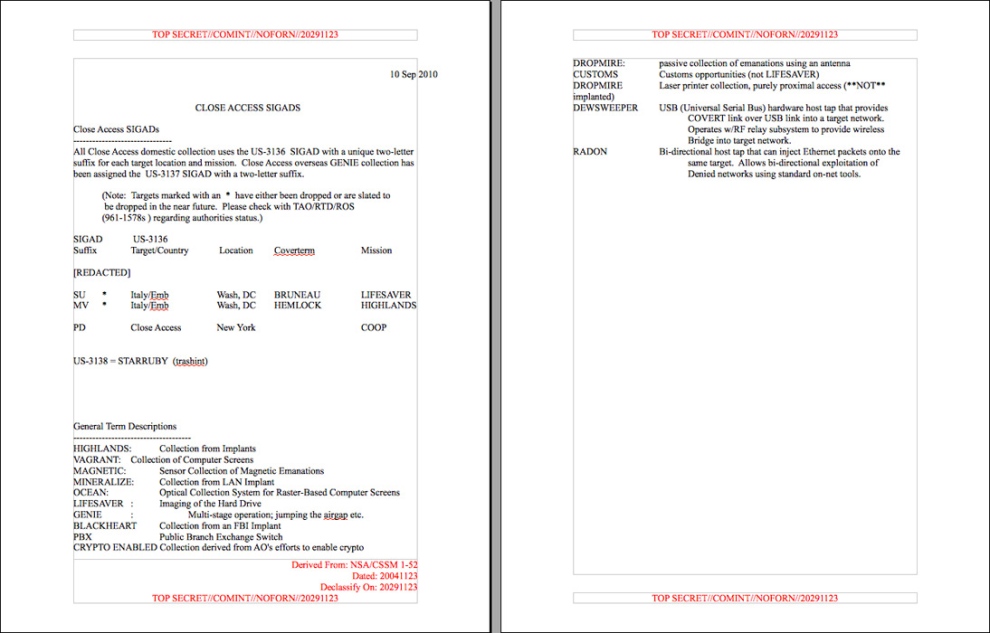 TOP SECRET//COMINT//NOFORN//20291123
10 Sep 2010
CLOSE ACCESS SIGADS
Close Access SIGADs
--------------------------------
All Close Access domestic collection uses the US-3136  SIGAD with a unique two-letter
suffix for each target location and mission.  Close Access overseas GENIE collection has
been assigned the  US-3137 SIGAD with a two-letter suffix.
(Note:  Targets marked with an  *  have either been dropped or are slated to
be dropped in the near future.  Please check with TAO/RTD/ROS
(961-1578s ) regarding authorities status.)
SIGAD US-3136
Suffix Target/Country Location Coverterm Mission
[REDACTED]
SU * Italy/Emb Wash, DC BRUNEAU LIFESAVER
MV * Italy/Emb Wash, DC HEMLOCK HIGHLANDS
PD Close Access New York COOP
US-3138 = STARRUBY  (trashint)
General Term Descriptions
--------------------------------------
HIGHLANDS: Collection from Implants
VAGRANT: Collection of Computer Screens
MAGNETIC: Sensor Collection of Magnetic Emanations
MINERALIZE: Collection from LAN Implant
OCEAN: Optical Collection System for Raster-Based Computer Screens
LIFESAVER : Imaging of the Hard Drive
GENIE : Multi-stage operation; jumping the airgap etc.
BLACKHEART Collection from an FBI Implant
PBX Public Branch Exchange Switch
CRYPTO ENABLED Collection derived from AO's efforts to enable crypto
Derived From: NSA/CSSM 1-52
Dated: 20041123
Declassify On: 20291123
TOP SECRET//COMINT//NOFORN//20291123
TOP SECRET//COMINT//NOFORN//20291123
DROPMIRE: passive collection of emanations using an antenna
CUSTOMS Customs opportunities (not LIFESAVER)
DROPMIRE Laser printer collection, purely proximal access (**NOT**
implanted)
DEWSWEEPER USB (Universal Serial Bus) hardware host tap that provides
COVERT link over USB link into a target network.
Operates w/RF relay subsystem to provide wireless
Bridge into target network.
RADON Bi-directional host tap that can inject Ethernet packets onto the
same target.  Allows bi-directional exploitation of
Denied networks using standard on-net tools.
TOP SECRET//COMINT//NOFORN//20291123